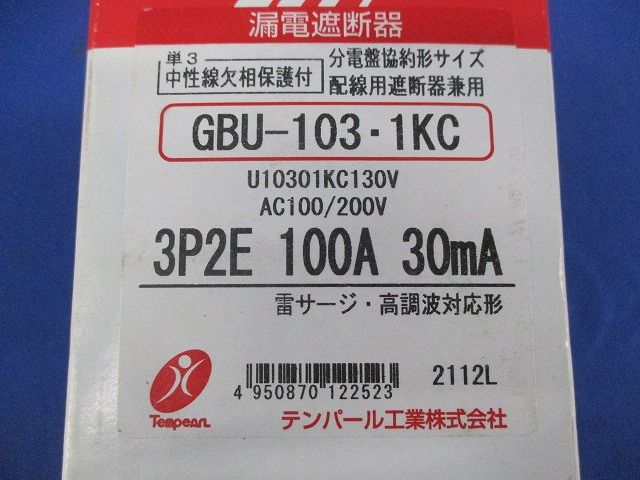 漏電遮断器
単3
中性線欠相保護付
分電盤協約形サイズ
配線用遮断器兼用
GBU-103・1KC
U10301KC130V
AC100/200V
3P2E 100A 30mA
雷サージ・高調波対応形
4 950870 122523
2112L
Tempearl
テンパール工業株式会社